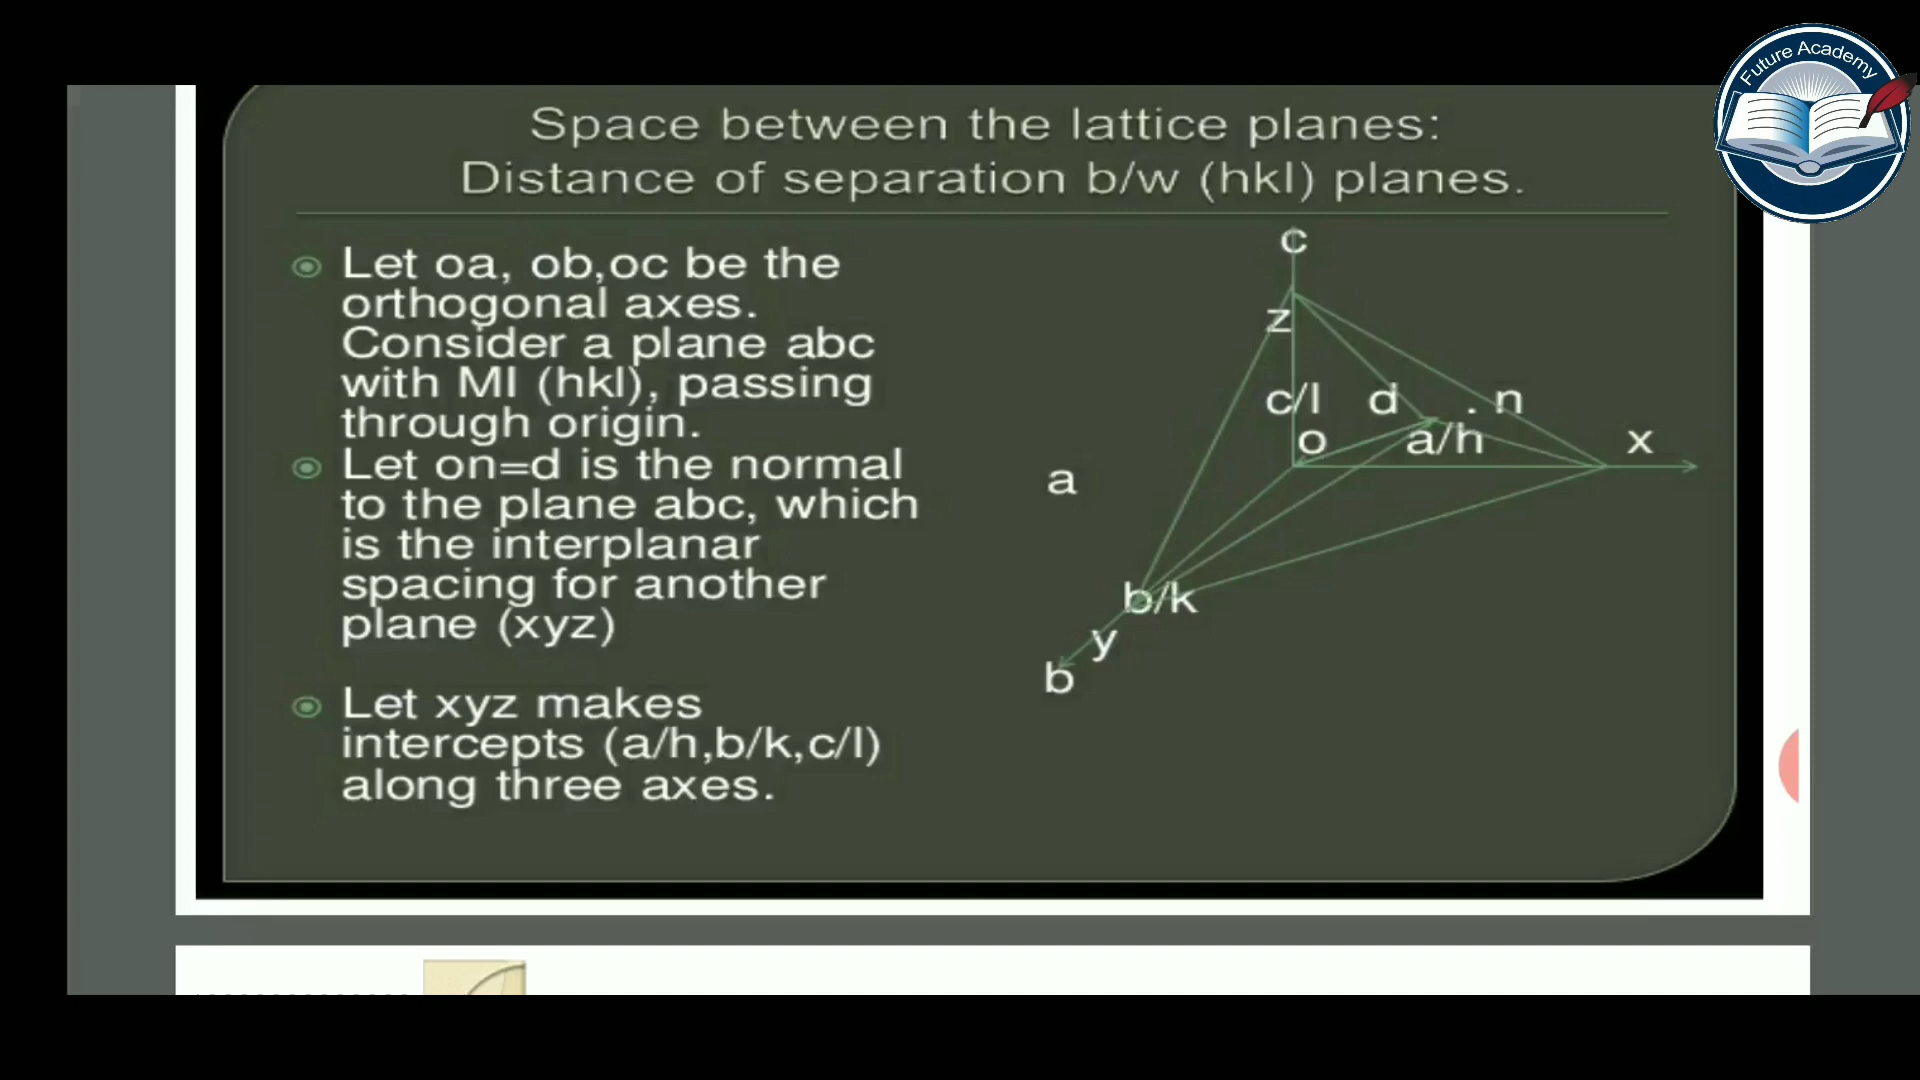 Future Academy
Space between the lattice planes:
Distance of separation b/w (hkl) planes.
Let oa, ob,oc be the
orthogonal axes.
Consider a plane abc
with MI (hkl), passing
through origin.
Let on=d is the normal
to the plane abc, which
is the interplanar
spacing for another
plane (xyz)
Let xyz makes
intercepts (a/h,b/k,c/l)
along three axes.
c
z
c/l d . n
o a/h x
a
b/k
y
b